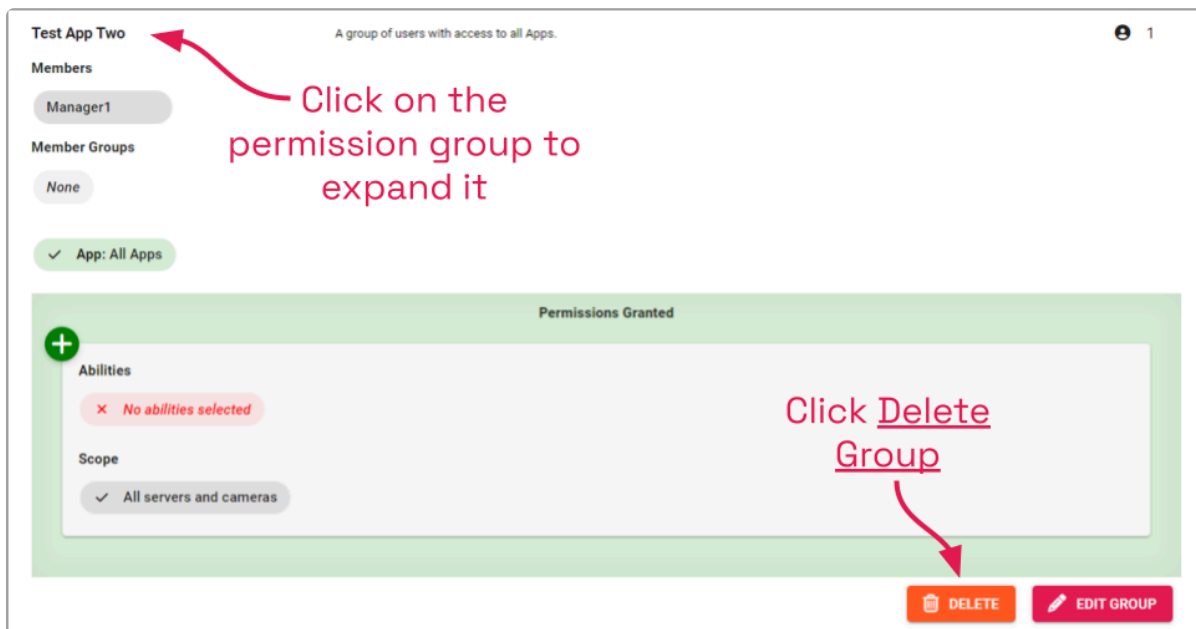 Test App Two
A group of users with access to all Apps.
1
Members
Manager1
Click on the
permission group to
expand it
Member Groups
None
App: All Apps
Permissions Granted
Abilities
No abilities selected
Click Delete
Group
Scope
All servers and cameras
DELETE
EDIT GROUP